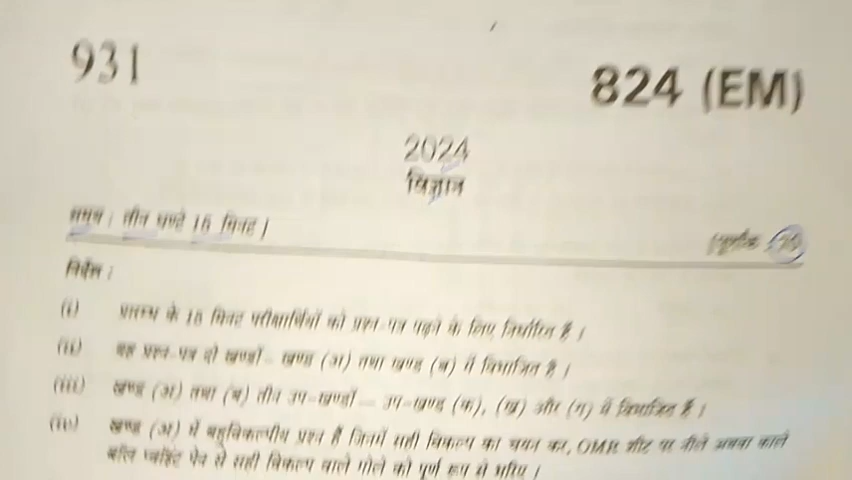 931
824 (EM)
2024
विज्ञान
समय : तीन घण्टे 15 मिनट ]
[ पूर्णांक : 70
निर्देश :
(i) प्रारम्भ के 15 मिनट परीक्षार्थियों को प्रश्न-पत्र पढ़ने के लिए निर्धारित है ।
(ii) यह प्रश्न-पत्र दो खण्डों - खण्ड (अ) तथा खण्ड (ब) में विभाजित है ।
(iii) खण्ड (अ) तथा (ब) तीन उप-खण्डों — उप-खण्ड (क), (ख) और (ग) में विभाजित हैं ।
(iv) खण्ड (अ) में बहुविकल्पीय प्रश्न हैं जिनमें सही विकल्प का चयन कर, OMR शीट पर नीले अथवा काले
बॉल प्वॉइंट पेन से सही विकल्प वाले गोले को पूर्ण रूप से भरिए ।